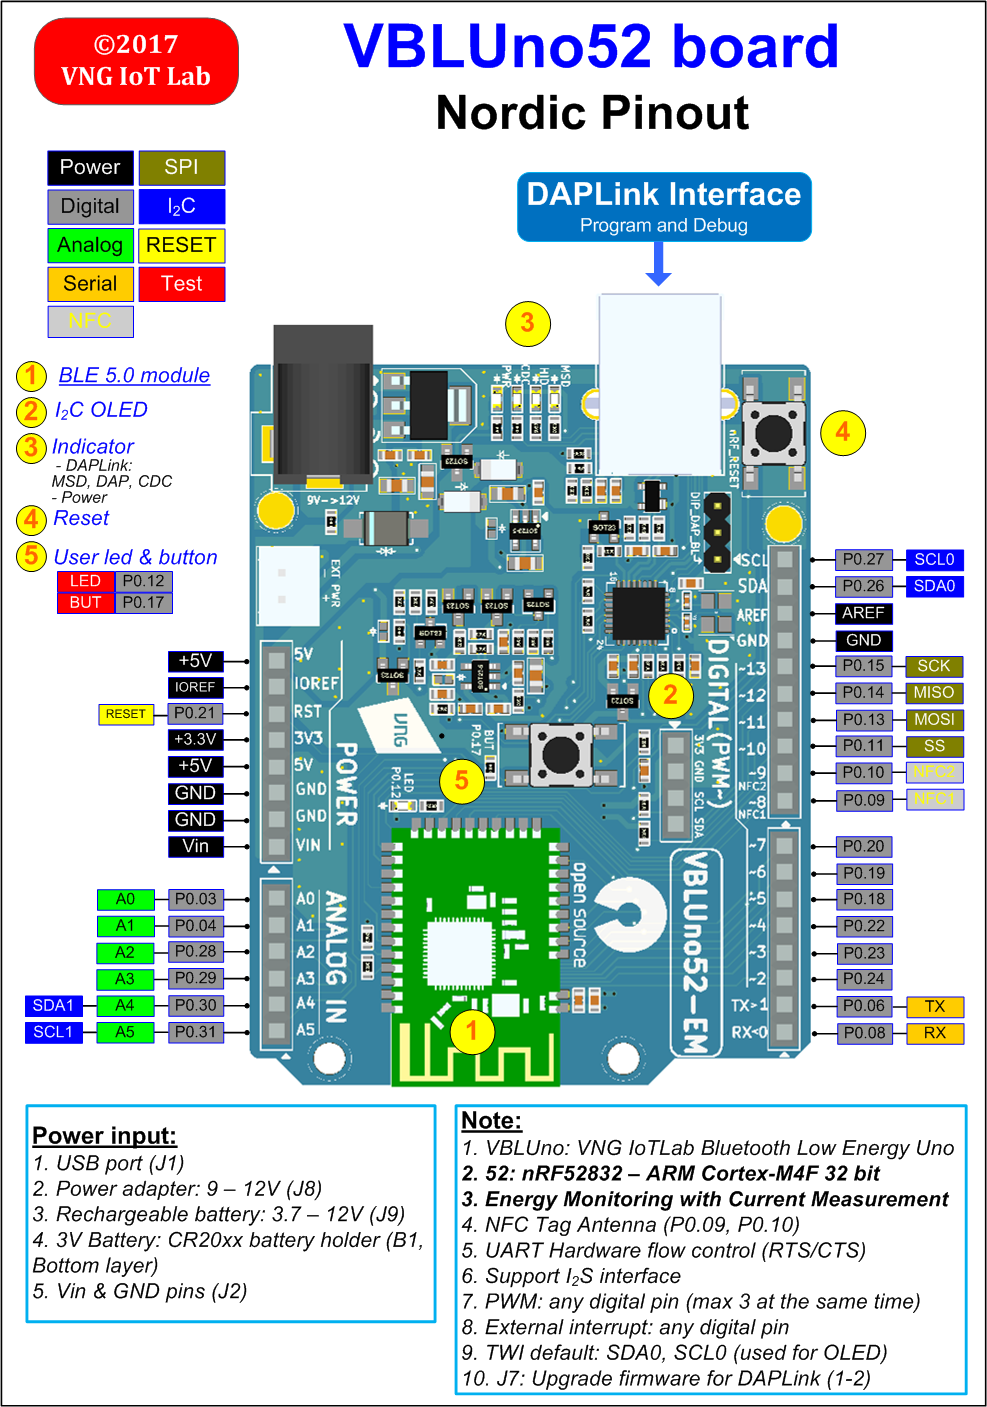 ©2017
VNG IoT Lab
VBLUno52 board
Nordic Pinout
Power SPI
Digital I2C
Analog RESET
Serial Test
NFC
DAPLink Interface
Program and Debug
1 BLE 5.0 module
2 I2C OLED
3 Indicator
- DAPLink:
MSD, DAP, CDC
- Power
4 Reset
5 User led & button
LED P0.12
BUT P0.17
3
4
2
5
1
PWR
CDC
HID
MSD
nRF_RESET
9V->12V
EXT PWR
- +
DIP_DAP_BL
BUT
P0.17
LED
P0.12
VNG
3V3 GND SCL SDA
open source
VBLUno52-EM
DIGITAL(PWM~)
POWER
ANALOG IN
+5V 5V
IOREF IOREF
RESET P0.21 RST
+3.3V 3V3
+5V 5V
GND GND
GND GND
Vin VIN
A0 P0.03 A0
A1 P0.04 A1
A2 P0.28 A2
A3 P0.29 A3
SDA1 A4 P0.30 A4
SCL1 A5 P0.31 A5
SCL P0.27 SCL0
SDA P0.26 SDA0
AREF AREF
GND GND
~13 P0.15 SCK
~12 P0.14 MISO
~11 P0.13 MOSI
~10 P0.11 SS
~9 NFC2 P0.10 NFC2
~8 NFC1 P0.09 NFC1
~7 P0.20
~6 P0.19
~5 P0.18
~4 P0.22
~3 P0.23
~2 P0.24
TX>1 P0.06 TX
RX<0 P0.08 RX
Power input:
1. USB port (J1)
2. Power adapter: 9 – 12V (J8)
3. Rechargeable battery: 3.7 – 12V (J9)
4. 3V Battery: CR20xx battery holder (B1,
Bottom layer)
5. Vin & GND pins (J2)
Note:
1. VBLUno: VNG IoTLab Bluetooth Low Energy Uno
2. 52: nRF52832 – ARM Cortex-M4F 32 bit
3. Energy Monitoring with Current Measurement
4. NFC Tag Antenna (P0.09, P0.10)
5. UART Hardware flow control (RTS/CTS)
6. Support I2S interface
7. PWM: any digital pin (max 3 at the same time)
8. External interrupt: any digital pin
9. TWI default: SDA0, SCL0 (used for OLED)
10. J7: Upgrade firmware for DAPLink (1-2)